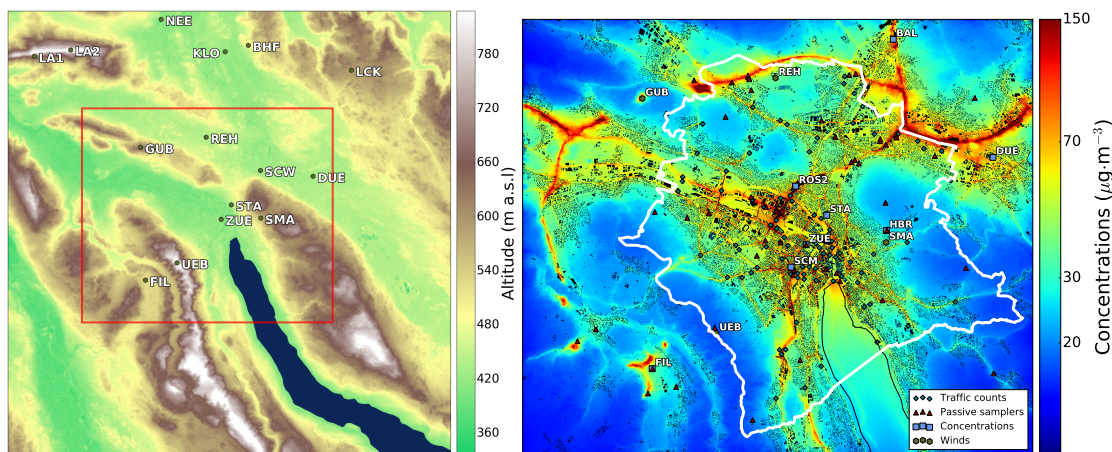 NEE
KLO
BHF
LA1
LA2
LCK
REH
GUB
SCW
DUE
STA
ZUE
SMA
UEB
FIL
780
720
660
600
540
480
420
360
Altitude (m a.s.l)
BAL
REH
GUB
DUE
ROS2
STA
HBR
SMA
ZUE
SCM
UEB
FIL
Traffic counts
Passive samplers
Concentrations
Winds
150
70
30
20
Concentrations (μg·m⁻³)